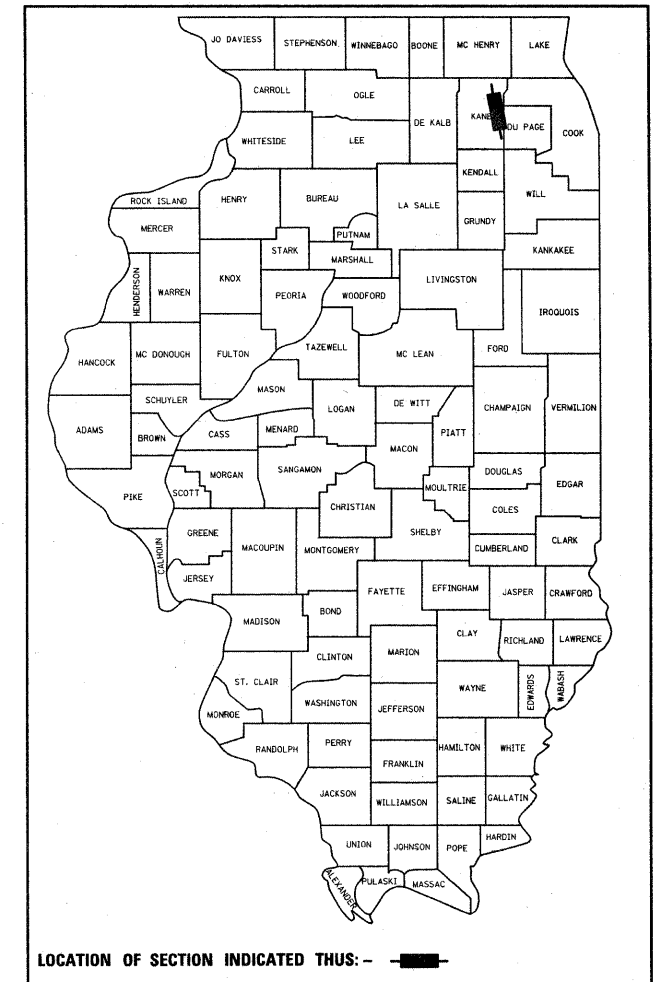 JO DAVIESS
STEPHENSON
WINNEBAGO
BOONE
MC HENRY
LAKE
CARROLL
OGLE
DE KALB
KANE
DU PAGE
COOK
WHITESIDE
LEE
KENDALL
WILL
ROCK ISLAND
HENRY
BUREAU
LA SALLE
GRUNDY
MERCER
PUTNAM
STARK
MARSHALL
KANKAKEE
HENDERSON
WARREN
KNOX
PEORIA
WOODFORD
LIVINGSTON
IROQUOIS
HANCOCK
MC DONOUGH
FULTON
TAZEWELL
MC LEAN
FORD
SCHUYLER
MASON
LOGAN
DE WITT
CHAMPAIGN
VERMILION
ADAMS
BROWN
CASS
MENARD
MACON
PIATT
PIKE
SCOTT
MORGAN
SANGAMON
CHRISTIAN
MOULTRIE
DOUGLAS
EDGAR
COLES
CALHOUN
GREENE
MACOUPIN
MONTGOMERY
SHELBY
CUMBERLAND
CLARK
JERSEY
FAYETTE
EFFINGHAM
JASPER
CRAWFORD
MADISON
BOND
CLAY
RICHLAND
LAWRENCE
CLINTON
MARION
ST. CLAIR
WAYNE
EDWARDS
WABASH
MONROE
WASHINGTON
JEFFERSON
RANDOLPH
PERRY
HAMILTON
WHITE
FRANKLIN
JACKSON
WILLIAMSON
SALINE
GALLATIN
UNION
JOHNSON
POPE
HARDIN
ALEXANDER
PULASKI
MASSAC
LOCATION OF SECTION INDICATED THUS: -